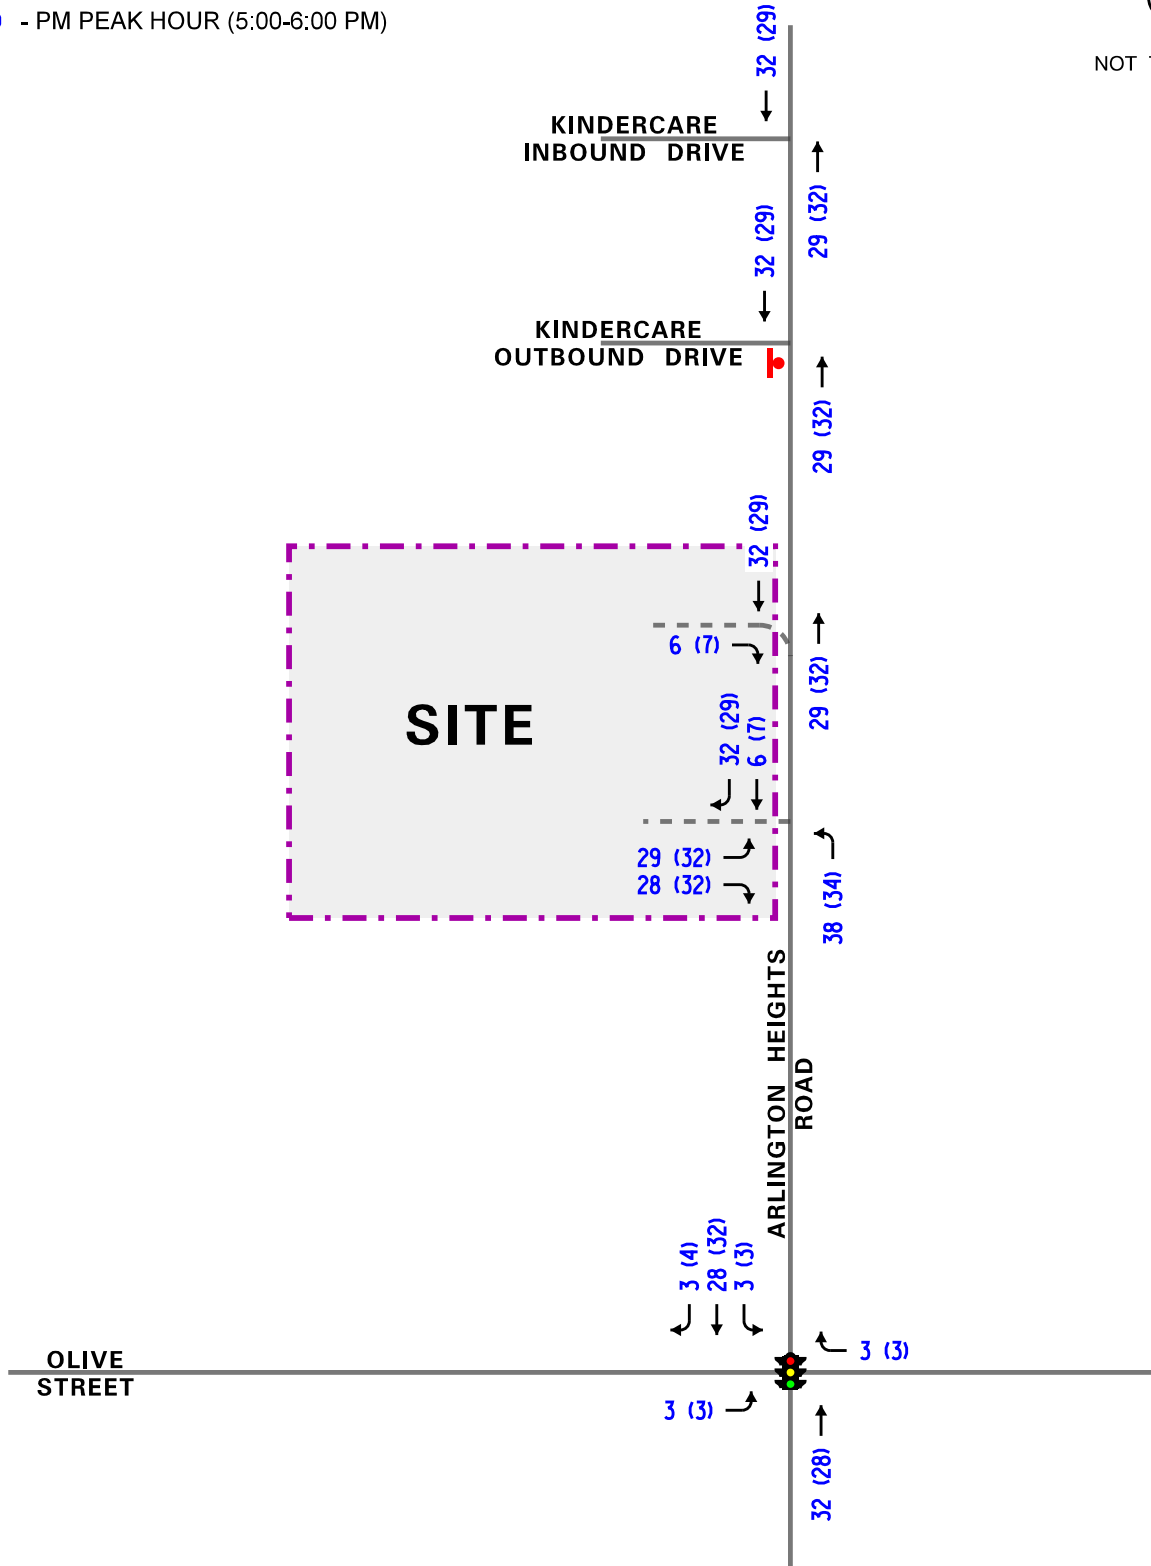 - PM PEAK HOUR (5:00-6:00 PM)
32 (29)
NOT
KINDERCARE
INBOUND DRIVE
29 (32)
32 (29)
KINDERCARE
OUTBOUND DRIVE
29 (32)
32 (29)
6 (7)
29 (32)
SITE
32 (29)
6 (7)
29 (32)
28 (32)
38 (34)
ARLINGTON HEIGHTS
ROAD
3 (4)
28 (32)
3 (3)
3 (3)
OLIVE
STREET
3 (3)
32 (28)